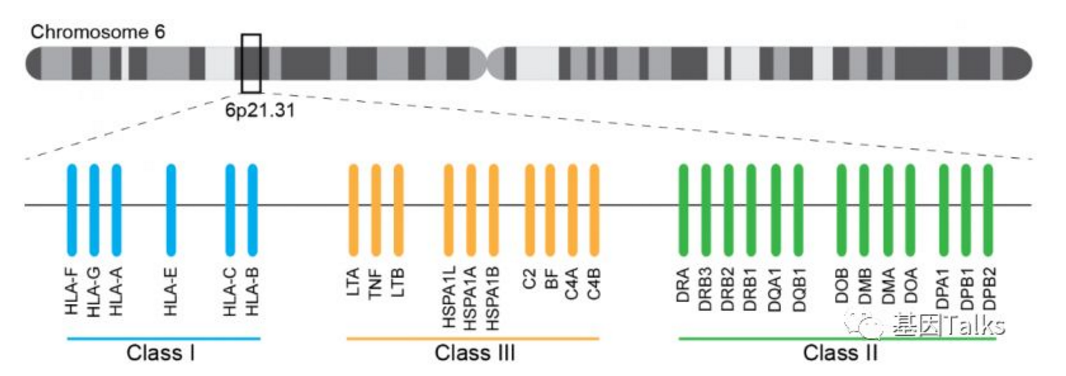 Chromosome 6
6p21.31
HLA-F
HLA-G
HLA-A
HLA-E
HLA-C
HLA-B
LTA
TNF
LTB
HSPA1L
HSPA1A
HSPA1B
C2
BF
C4A
C4B
DRA
DRB3
DRB2
DRB1
DQA1
DQB1
DOB
DMB
DMA
DOA
DPA1
DPB1
DPB2
基因Talks
Class I
Class III
Class II